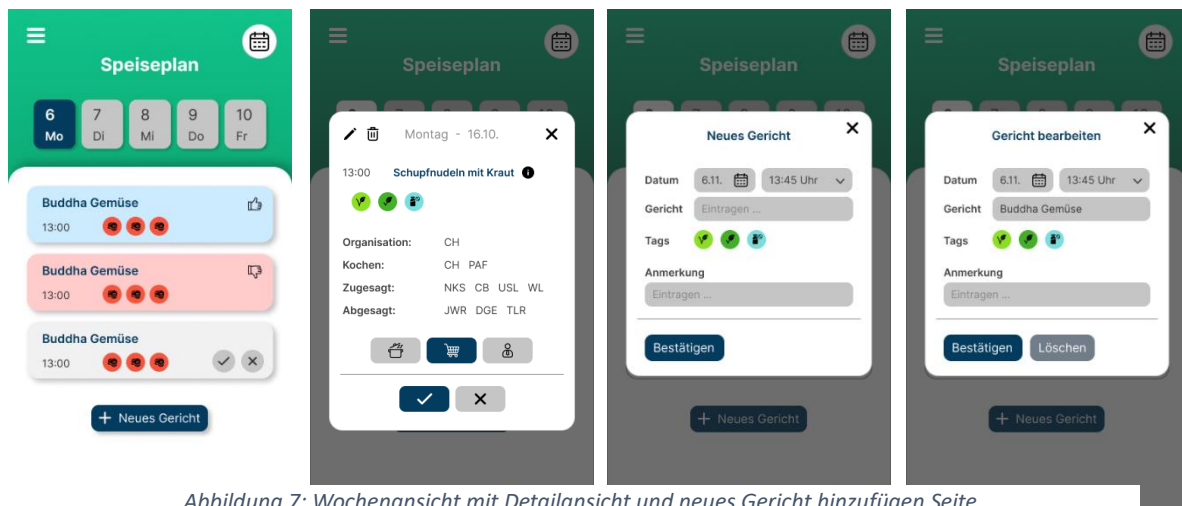 Speiseplan
6 7 8 9 10
Mo Di Mi Do Fr
Buddha Gemüse
13:00
Buddha Gemüse
13:00
Buddha Gemüse
13:00
+ Neues Gericht
Speiseplan
Montag - 16.10.
13:00 Schupfnudeln mit Kraut
Organisation: CH
Kochen: CH PAF
Zugesagt: NKS CB USL WL
Abgesagt: JWR DGE TLR
Speiseplan
Neues Gericht
Datum 6.11. 13:45 Uhr
Gericht Eintragen ...
Tags
Anmerkung
Eintragen ...
Bestätigen
+ Neues Gericht
Speiseplan
Gericht bearbeiten
Datum 6.11. 13:45 Uhr
Gericht Buddha Gemüse
Tags
Anmerkung
Eintragen ...
Bestätigen Löschen
+ Neues Gericht
Abbildung 7: Wochenansicht mit Detailansicht und neues Gericht hinzufügen Seite